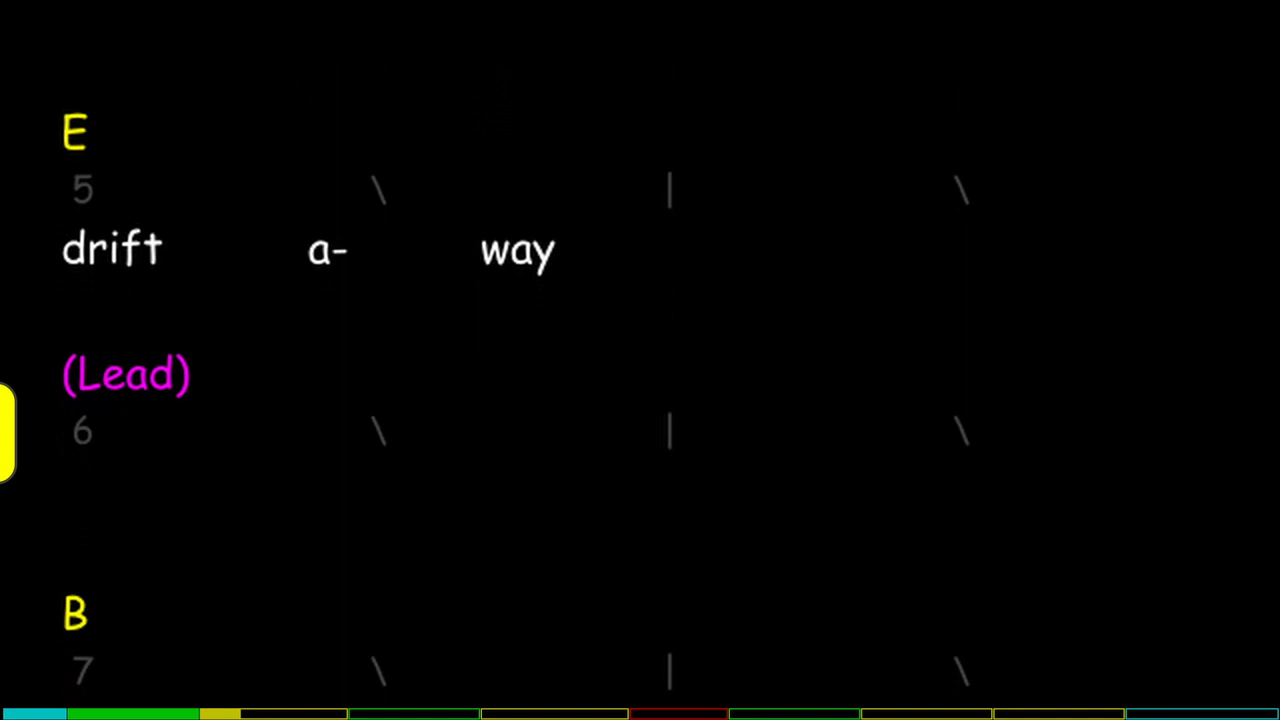 E
5 \ | \
drift a- way
(Lead)
6 \ | \
B
7 \ | \